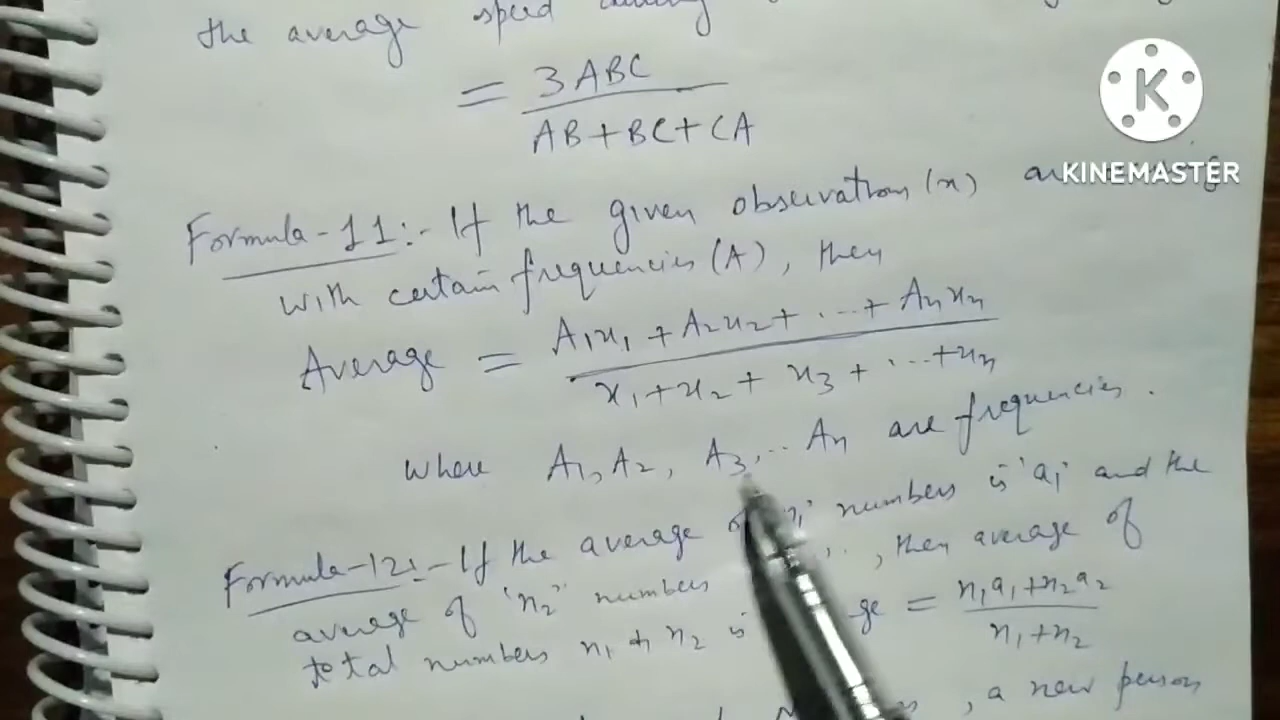 the average speed
= 3ABC
AB+BC+CA
K
KINEMASTER
Formula-11:- If the given observations (x) are
with certain frequencies (A), then
Average = A₁x₁ + A₂x₂ + ... + Aₙxₙ
x₁+x₂ + x₃ + ...+xₙ
where A₁, A₂, A₃, ... Aₙ are frequencies.
Formula-12:- If the average of 'n₁' numbers is 'a₁' and the
average of 'n₂' numbers , then average of
total numbers n₁ + n₂ is = n₁a₁+n₂a₂
n₁+n₂
, a new person